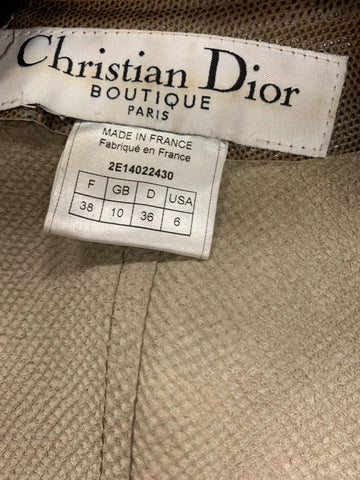 Christian Dior
BOUTIQUE
PARIS
MADE IN FRANCE
Fabriqué en France
2E14022430
F GB D USA
38 10 36 6